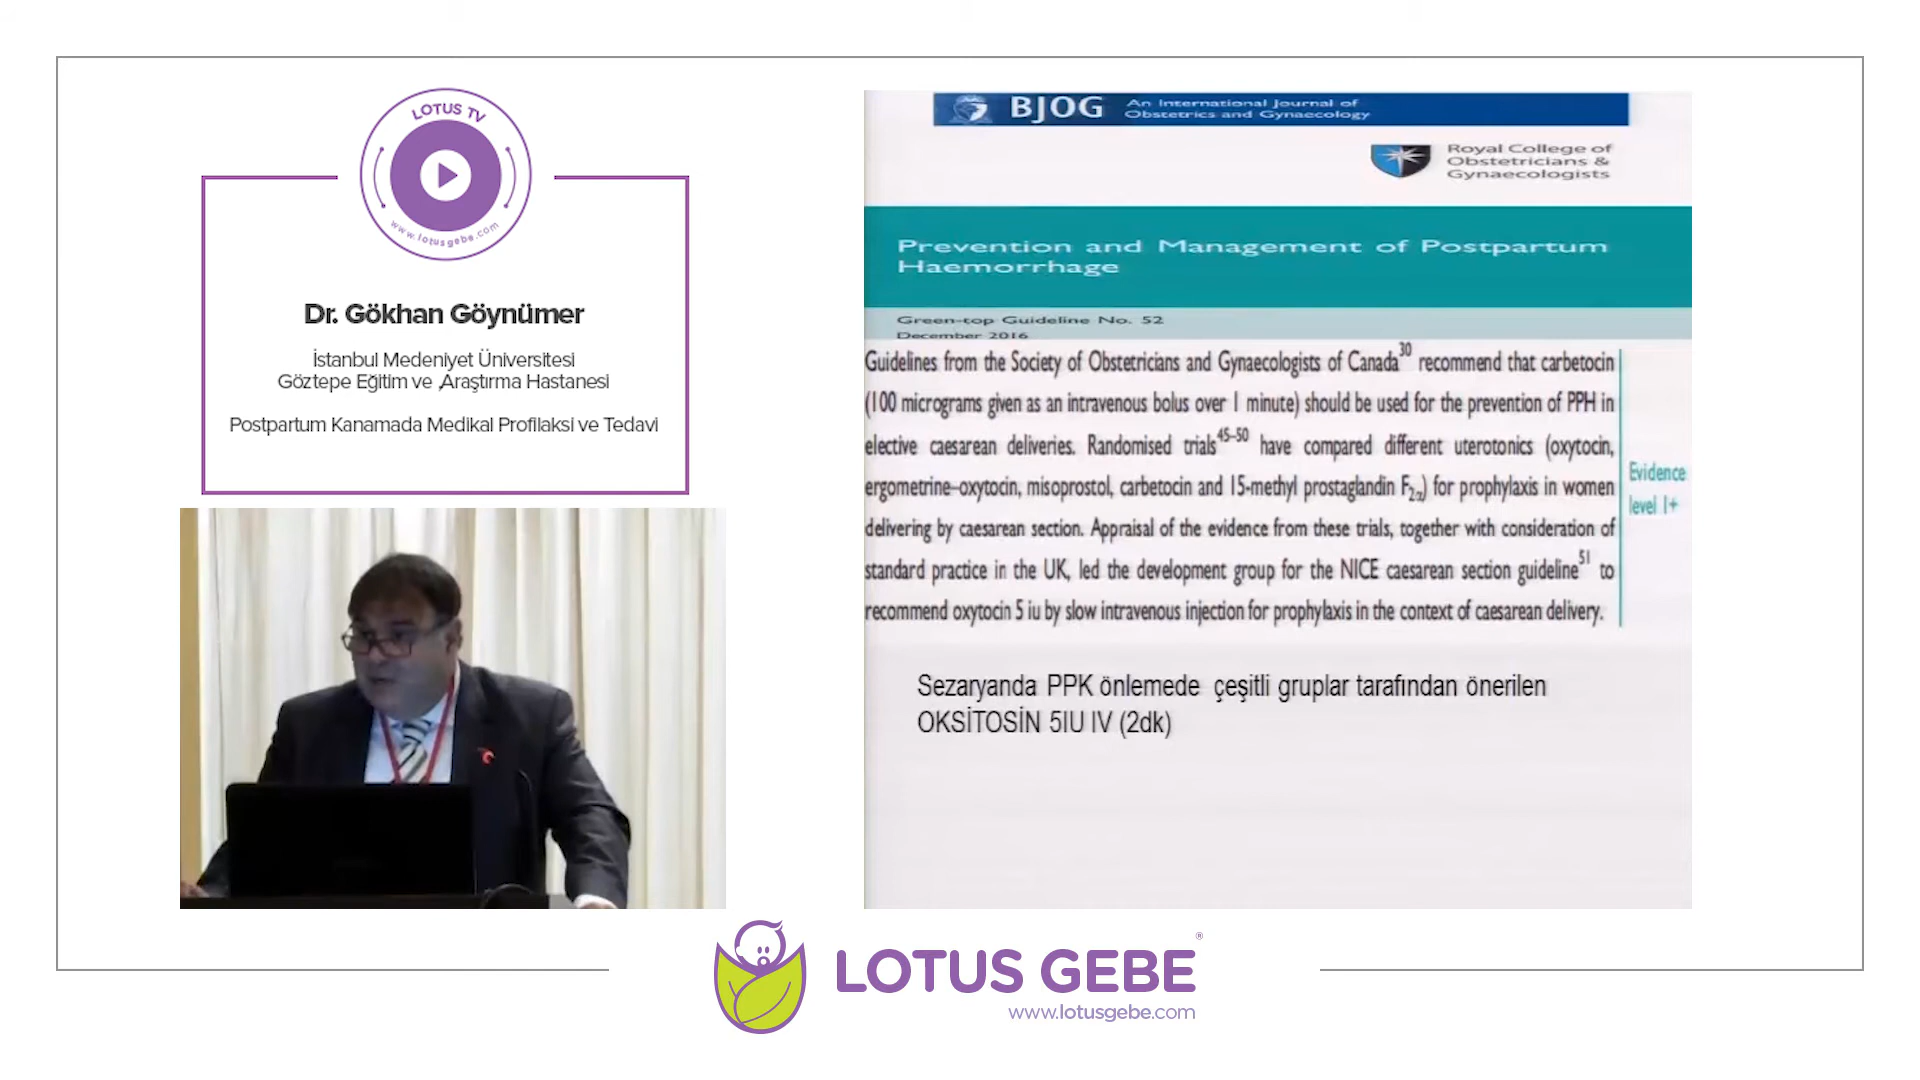 LOTUS TV
www.lotusgebe.com
Dr. Gökhan Göynümer
İstanbul Medeniyet Üniversitesi
Göztepe Eğitim ve ,Araştırma Hastanesi
Postpartum Kanamada Medikal Profilaksi ve Tedavi
BJOG An International Journal of
Obstetrics and Gynaecology
Royal College of
Obstetricians &
Gynaecologists
Prevention and Management of Postpartum
Haemorrhage
Green-top Guideline No. 52
December 2016
Guidelines from the Society of Obstetricians and Gynaecologists of Canada30 recommend that carbetocin
(100 micrograms given as an intravenous bolus over 1 minute) should be used for the prevention of PPH in
elective caesarean deliveries. Randomised trials45–50 have compared different uterotonics (oxytocin,
ergometrine–oxytocin, misoprostol, carbetocin and 15-methyl prostaglandin F2α) for prophylaxis in women
delivering by caesarean section. Appraisal of the evidence from these trials, together with consideration of
standard practice in the UK, led the development group for the NICE caesarean section guideline51 to
recommend oxytocin 5 iu by slow intravenous injection for prophylaxis in the context of caesarean delivery.
Evidence
level 1+
Sezaryanda PPK önlemede çeşitli gruplar tarafından önerilen
OKSİTOSİN 5IU IV (2dk)
LOTUS GEBE®
www.lotusgebe.com